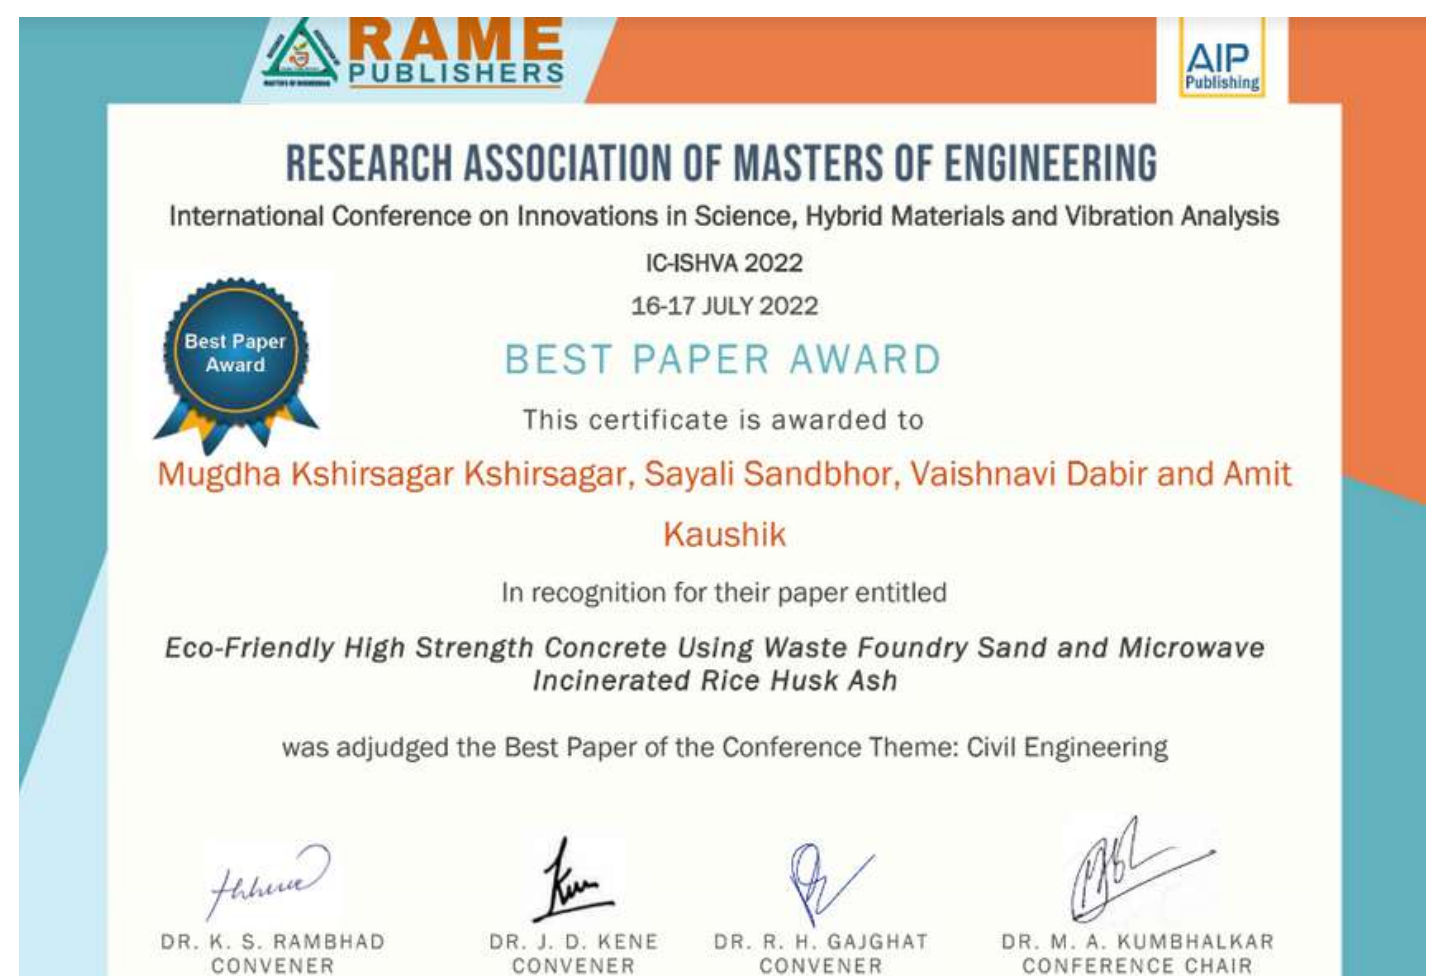 RAME
PUBLISHERS
MASTERS OF ENGINEERING
AIP
Publishing
RESEARCH ASSOCIATION OF MASTERS OF ENGINEERING
International Conference on Innovations in Science, Hybrid Materials and Vibration Analysis
IC-ISHVA 2022
16-17 JULY 2022
Best Paper
Award
BEST PAPER AWARD
This certificate is awarded to
Mugdha Kshirsagar Kshirsagar, Sayali Sandbhor, Vaishnavi Dabir and Amit
Kaushik
In recognition for their paper entitled
Eco-Friendly High Strength Concrete Using Waste Foundry Sand and Microwave
Incinerated Rice Husk Ash
was adjudged the Best Paper of the Conference Theme: Civil Engineering
DR. K. S. RAMBHAD
CONVENER
DR. J. D. KENE
CONVENER
DR. R. H. GAJGHAT
CONVENER
DR. M. A. KUMBHALKAR
CONFERENCE CHAIR